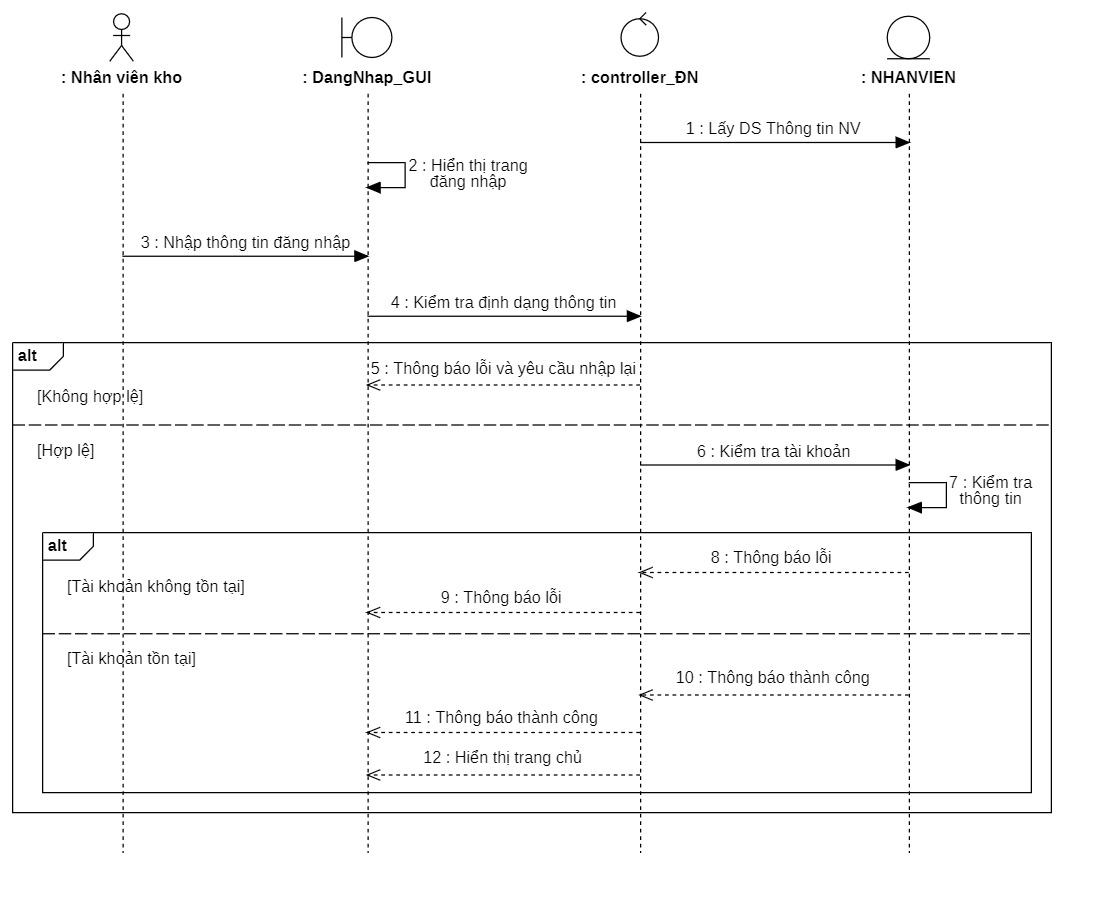 : Nhân viên kho
: DangNhap_GUI
: controller_ĐN
: NHANVIEN
1 : Lấy DS Thông tin NV
2 : Hiển thị trang
đăng nhập
3 : Nhập thông tin đăng nhập
4 : Kiểm tra định dạng thông tin
alt
5 : Thông báo lỗi và yêu cầu nhập lại
[Không hợp lệ]
[Hợp lệ]
6 : Kiểm tra tài khoản
7 : Kiểm tra
thông tin
alt
8 : Thông báo lỗi
[Tài khoản không tồn tại]
9 : Thông báo lỗi
[Tài khoản tồn tại]
10 : Thông báo thành công
11 : Thông báo thành công
12 : Hiển thị trang chủ